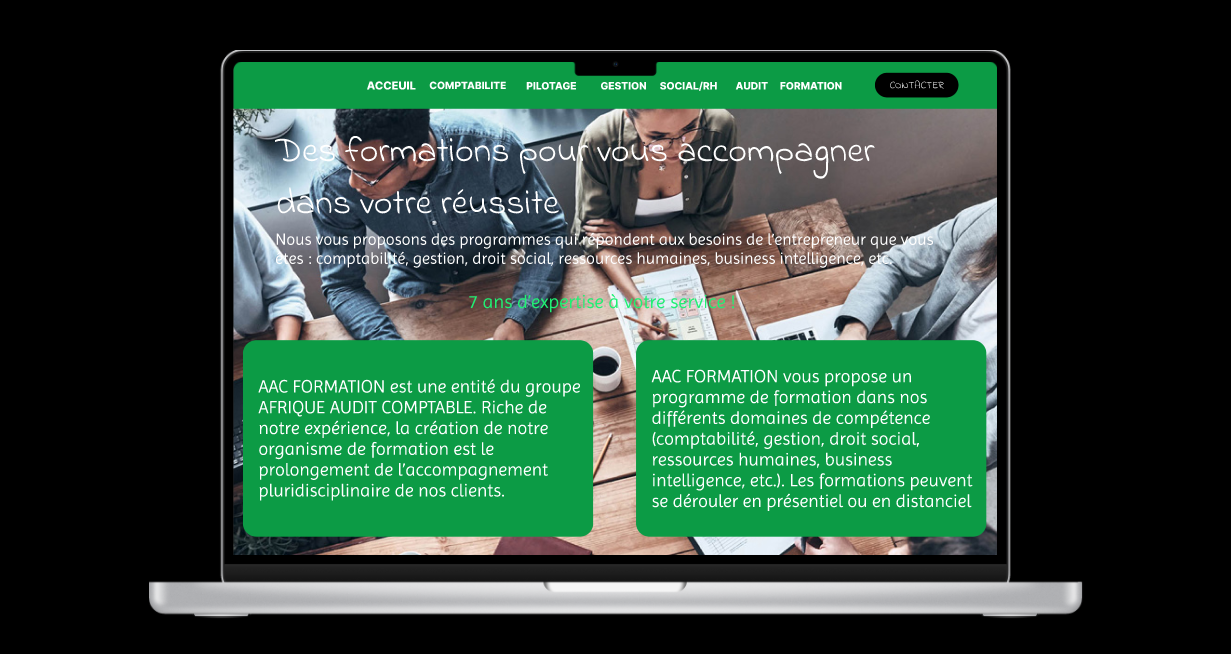 ACCEUIL COMPTABILITE PILOTAGE GESTION SOCIAL/RH AUDIT FORMATION CONTACTER
Des formations pour vous accompagner
dans votre réussite
Nous vous proposons des programmes qui répondent aux besoins de l'entrepreneur que vous
êtes : comptabilité, gestion, droit social, ressources humaines, business intelligence, etc.
7 ans d'expertise à votre service !
AAC FORMATION est une entité du groupe
AFRIQUE AUDIT COMPTABLE. Riche de
notre expérience, la création de notre
organisme de formation est le
prolongement de l'accompagnement
pluridisciplinaire de nos clients.
AAC FORMATION vous propose un
programme de formation dans nos
différents domaines de compétence
(comptabilité, gestion, droit social,
ressources humaines, business
intelligence, etc.). Les formations peuvent
se dérouler en présentiel ou en distanciel